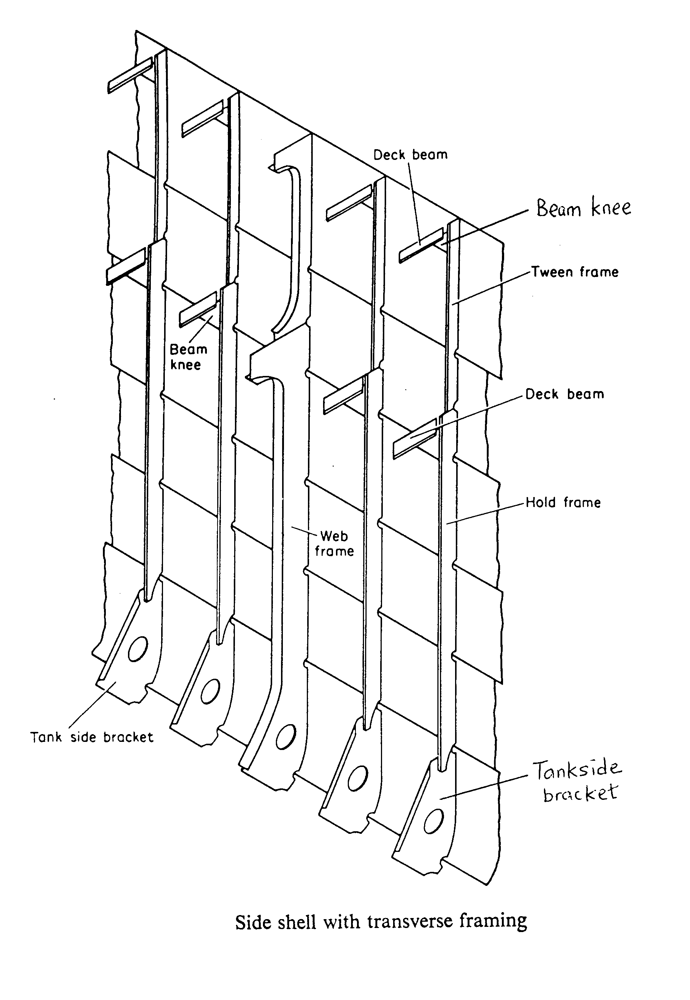 Deck beam
Beam knee
Tween frame
Beam
knee
Deck beam
Hold frame
Web
frame
Tank side bracket
Tankside
bracket
Side shell with transverse framing